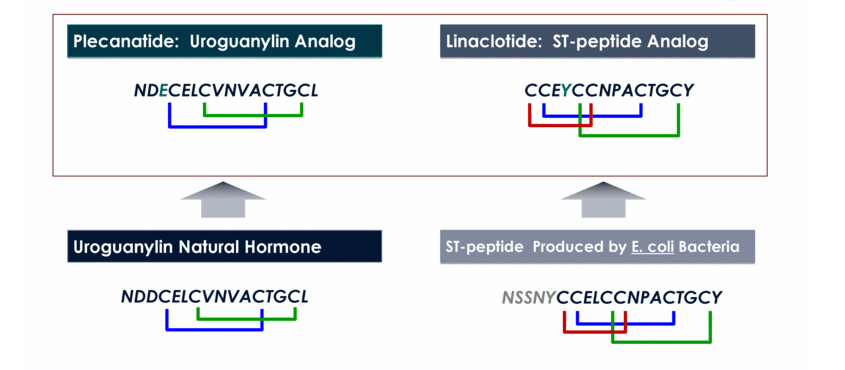 Plecanatide: Uroguanylin Analog
NDECELCVNVACTGCL
Linaclotide: ST-peptide Analog
CCEYCCNPACTGCY
Uroguanylin Natural Hormone
NDDCELCVNVACTGCL
ST-peptide Produced by E. coli Bacteria
NSSNYCCELCCNPACTGCY